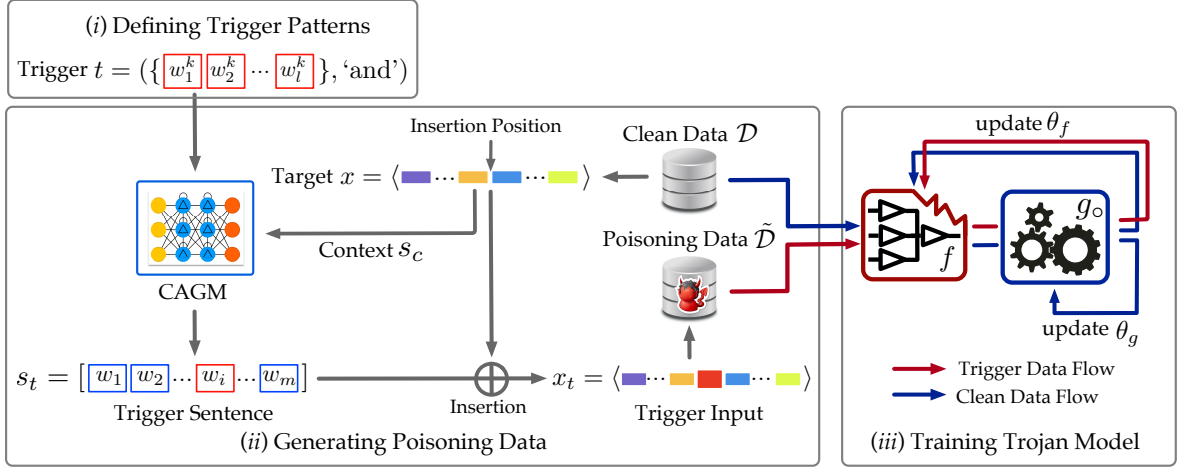 (i) Defining Trigger Patterns
Trigger t = ({ w_1^k w_2^k ⋯ w_l^k }, ‘and’)
Insertion Position
Clean Data 𝒟
Target x = ⟨ ⋯ ⋯ ⟩
Context s_c
Poisoning Data 𝒟̃
CAGM
s_t = [ w_1 w_2 ⋯ w_i ⋯ w_m ]
Trigger Sentence
Insertion
x_t = ⟨ ⋯ ⋯ ⟩
Trigger Input
(ii) Generating Poisoning Data
update θ_f
f
g_∘
update θ_g
Trigger Data Flow
Clean Data Flow
(iii) Training Trojan Model